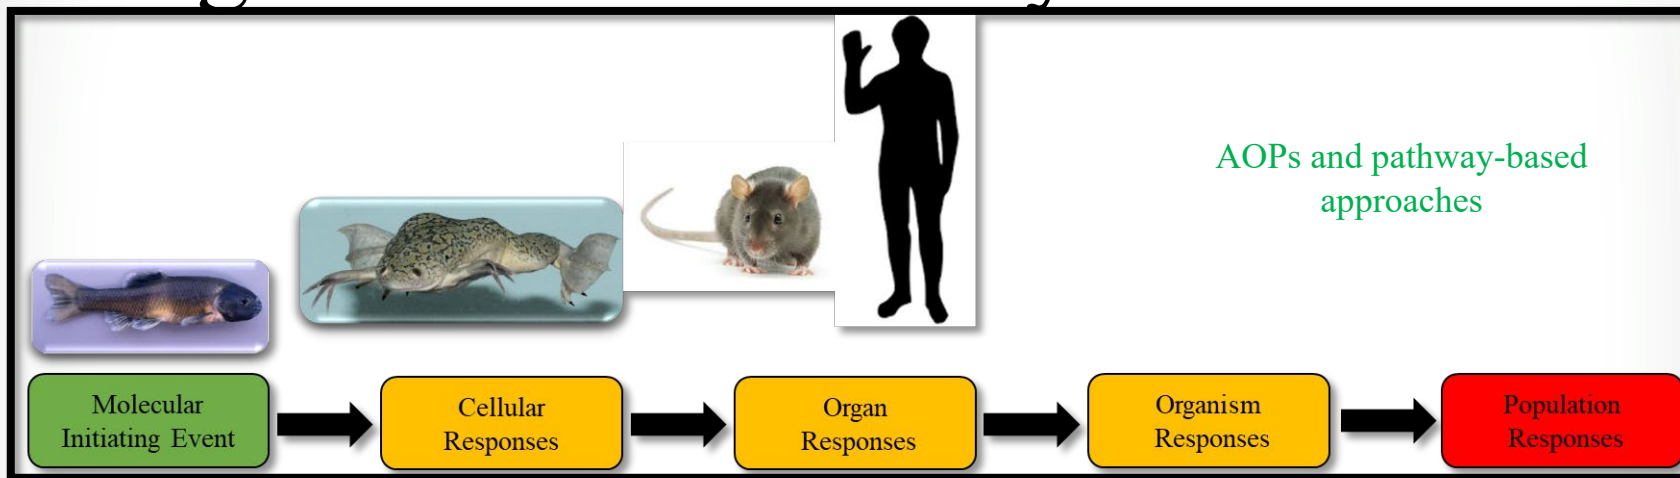 AOPs and pathway-based
approaches
Molecular
Initiating Event
Cellular
Responses
Organ
Responses
Organism
Responses
Population
Responses